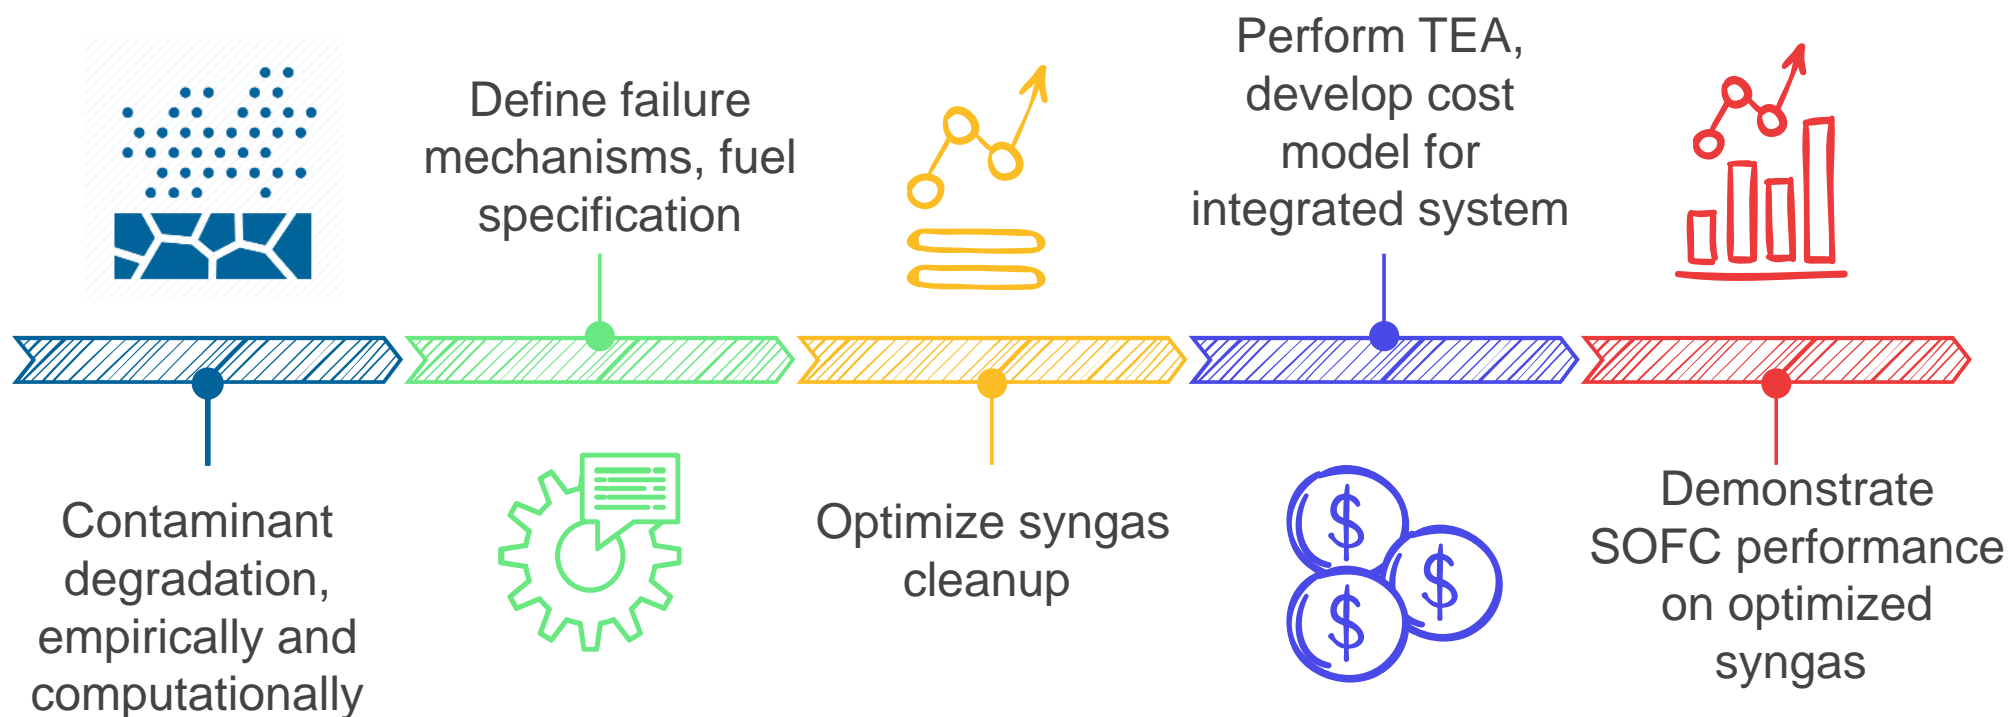 Contaminant
degradation,
empirically and
computationally
Define failure
mechanisms, fuel
specification
Optimize syngas
cleanup
Perform TEA,
develop cost
model for
integrated system
$
$
$
Demonstrate
SOFC performance
on optimized
syngas